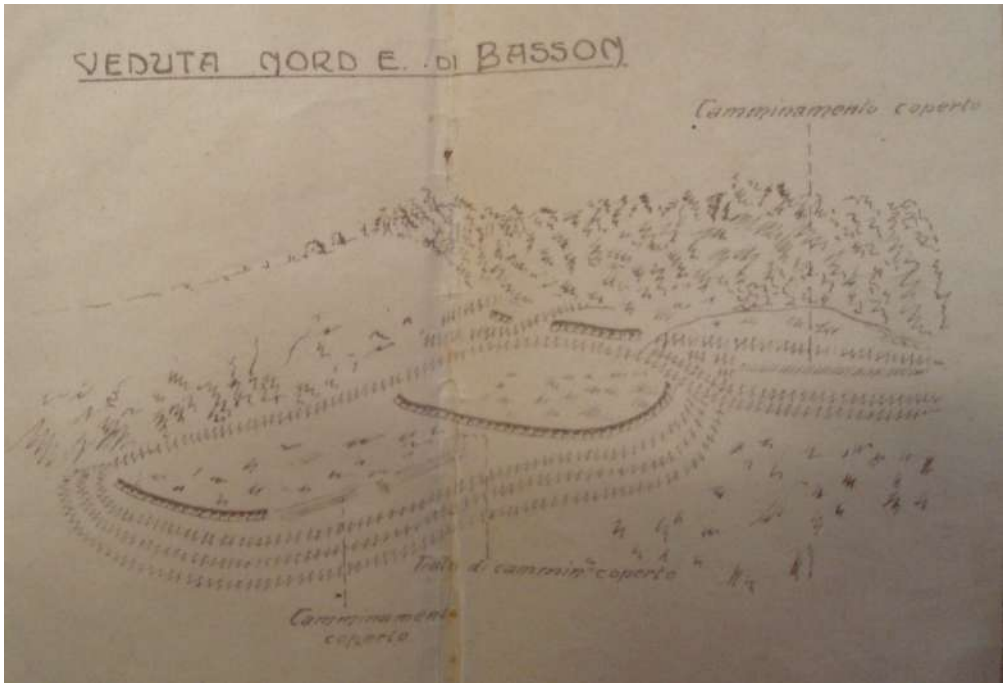 VEDUTA NORD E. DI BASSON
Camminamento coperto
Tratto di cammin.to coperto
Camminamento
coperto